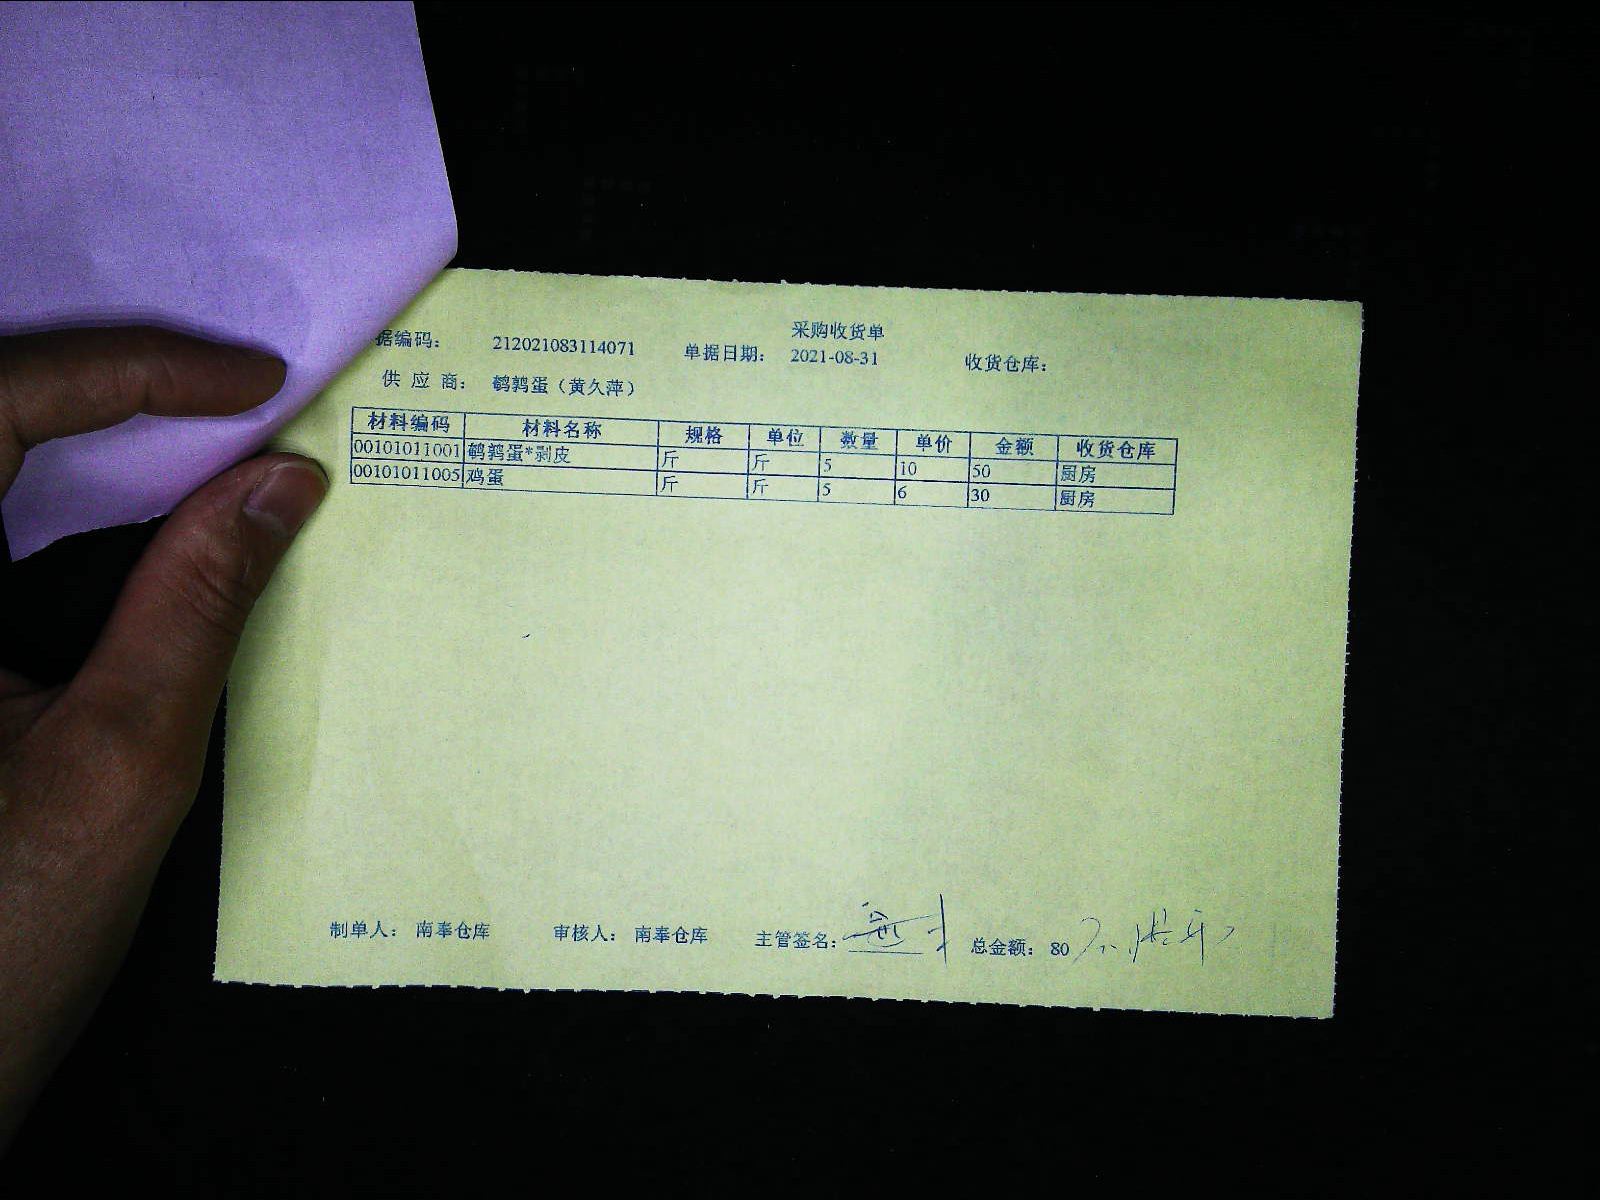 采购收货单
据编码： 212021083114071 单据日期： 2021-08-31 收货仓库：
供 应 商： 鹌鹑蛋（黄久萍）
材料编码 材料名称 规格 单位 数量 单价 金额 收货仓库
00101011001 鹌鹑蛋*剥皮 斤 斤 5 10 50 厨房
00101011005 鸡蛋 斤 斤 5 6 30 厨房
制单人： 南奉仓库 审核人： 南奉仓库 主管签名： 总金额： 80